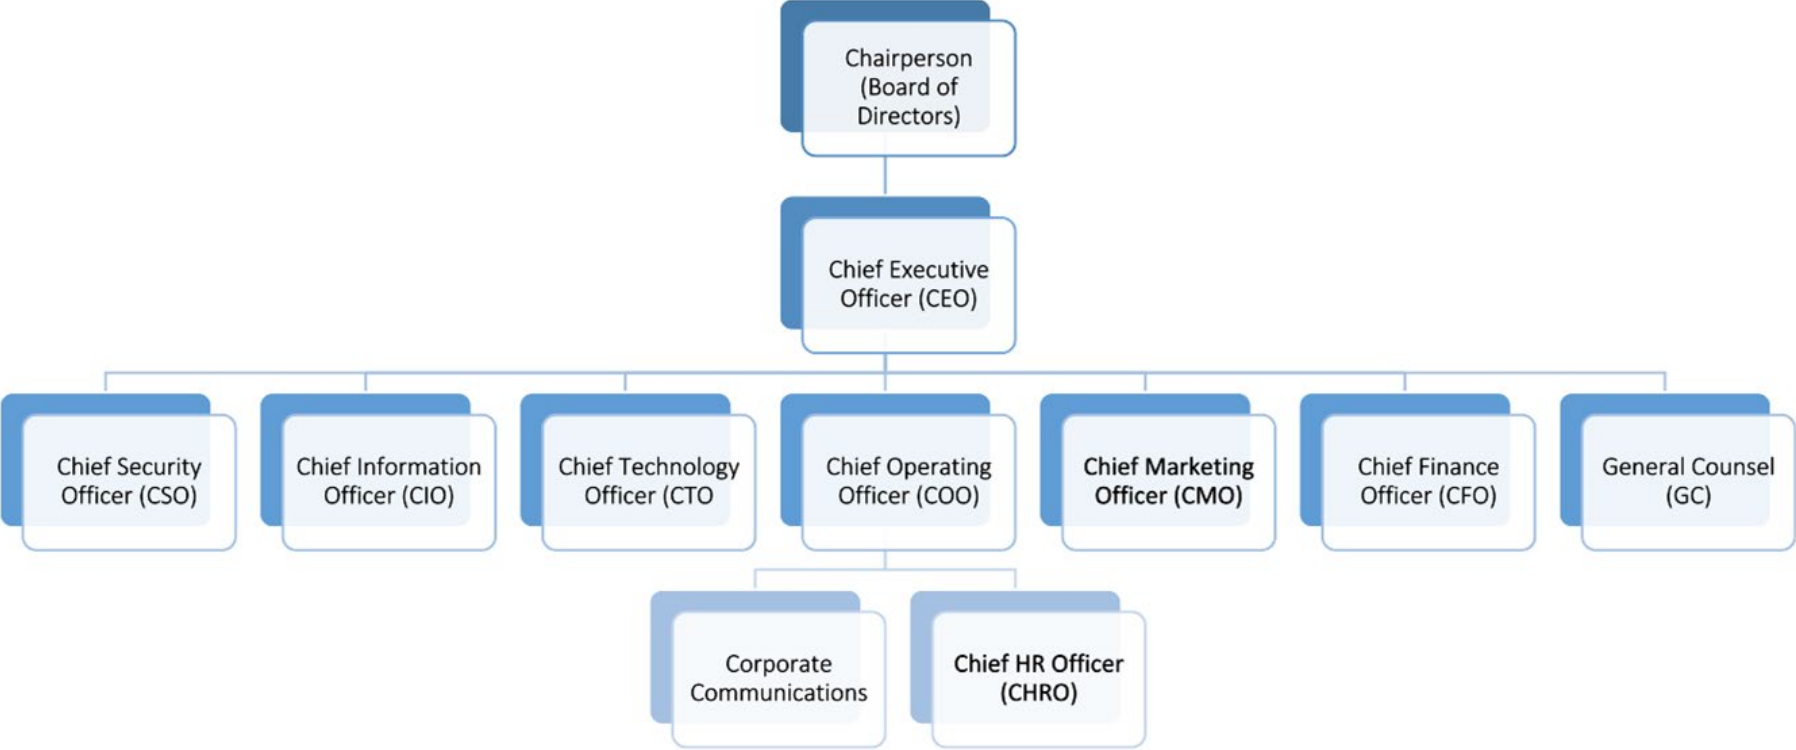 Chairperson
(Board of
Directors)
Chief Executive
Officer (CEO)
Chief Security
Officer (CSO)
Chief Information
Officer (CIO)
Chief Technology
Officer (CTO
Chief Operating
Officer (COO)
Chief Marketing
Officer (CMO)
Chief Finance
Officer (CFO)
General Counsel
(GC)
Corporate
Communications
Chief HR Officer
(CHRO)